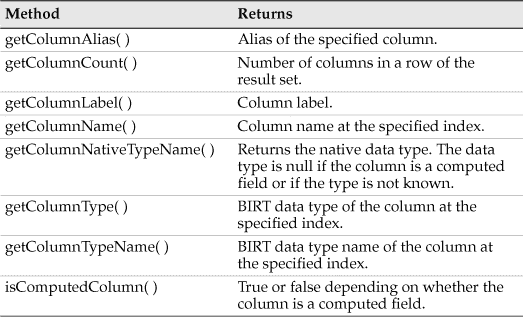 Method Returns
getColumnAlias( ) Alias of the specified column.
getColumnCount( ) Number of columns in a row of the
result set.
getColumnLabel( ) Column label.
getColumnName( ) Column name at the specified index.
getColumnNativeTypeName( ) Returns the native data type. The data
type is null if the column is a computed
field or if the type is not known.
getColumnType( ) BIRT data type of the column at the
specified index.
getColumnTypeName( ) BIRT data type name of the column at
the specified index.
isComputedColumn( ) True or false depending on whether the
column is a computed field.